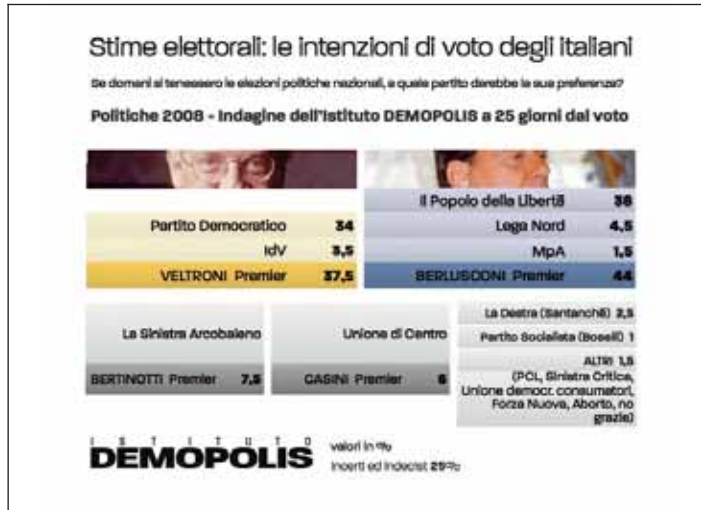 Stime elettorali: le intenzioni di voto degli italiani
Se domani si tenessero le elezioni politiche nazionali, a quale partito darebbe la sua preferenza?
Politiche 2008 - Indagine dell'Istituto DEMOPOLIS a 25 giorni dal voto
Partito Democratico 34
IdV 3,5
VELTRONI Premier 37,5
Il Popolo della Libertà 38
Lega Nord 4,5
MpA 1,5
BERLUSCONI Premier 44
La Sinistra Arcobaleno
BERTINOTTI Premier 7,5
Unione di Centro
CASINI Premier 6
La Destra (Santanchè) 2,5
Partito Socialista (Boselli) 1
ALTRI 1,5
(PCL, Sinistra Critica,
Unione democr. consumatori,
Forza Nuova, Aborto, no
grazie)
ISTITUTO
DEMOPOLIS
valori in %
Incerti ed indecisi 25%